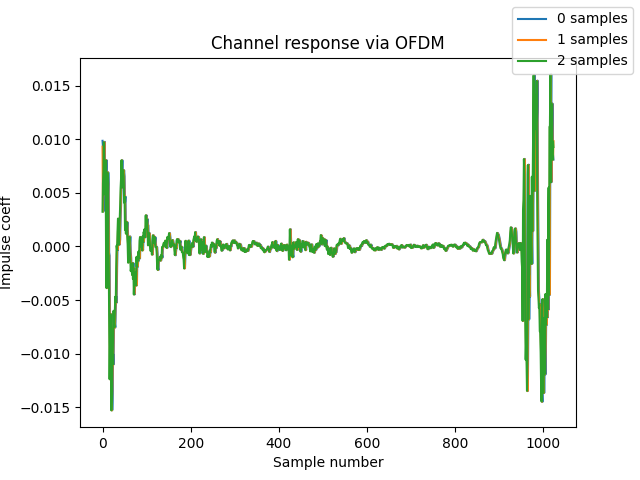 0 samples
1 samples
2 samples
Channel response via OFDM
Impulse coeff
0.015
0.010
0.005
0.000
−0.005
−0.010
−0.015
0 200 400 600 800 1000
Sample number